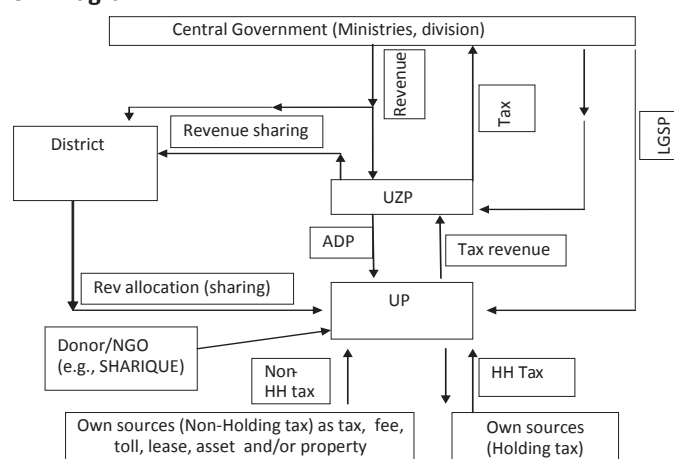 Central Government (Ministries, division)
Revenue
Tax
LGSP
Revenue sharing
District
UZP
ADP
Tax revenue
Rev allocation (sharing)
UP
Donor/NGO
(e.g., SHARIQUE)
Non-
HH tax
HH Tax
Own sources (Non-Holding tax) as tax, fee,
toll, lease, asset and/or property
Own sources
(Holding tax)